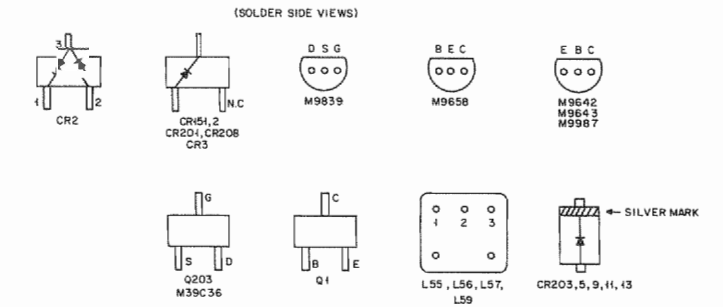 (SOLDER SIDE VIEWS)
3
1 2
CR2
N.C
CR151,2
CR201,CR208
CR3
D S G
M9839
B E C
M9658
E B C
M9642
M9643
M9987
G
S D
Q203
M39C36
C
B E
Q1
1 2 3
L55, L56, L57,
L59
SILVER MARK
CR203,5,9,11,13